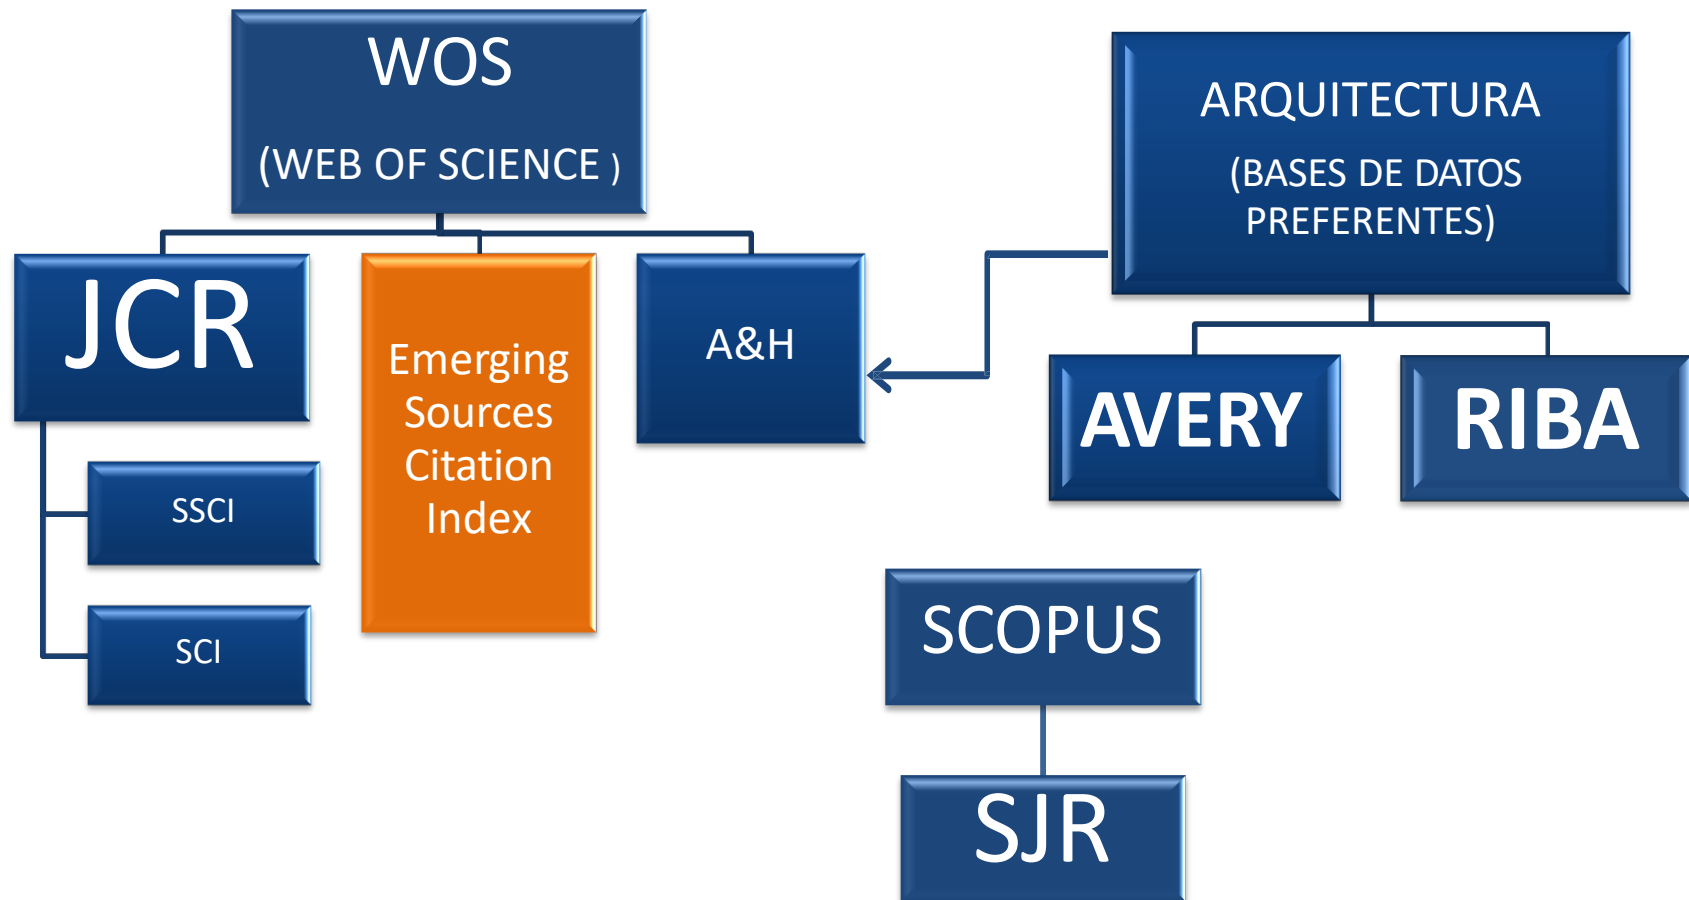 WOS
(WEB OF SCIENCE )
JCR
SSCI
SCI
Emerging
Sources
Citation
Index
A&H
ARQUITECTURA
(BASES DE DATOS
PREFERENTES)
AVERY
RIBA
SCOPUS
SJR